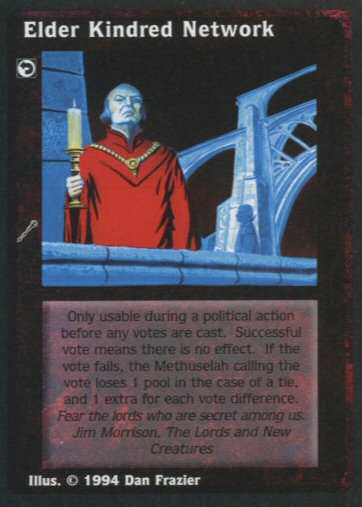 Elder Kindred Network
Only usable during a political action
before any votes are cast. Successful
vote means there is no effect. If the
vote fails, the Methuselah calling the
vote loses 1 pool in the case of a tie,
and 1 extra for each vote difference.
Fear the lords who are secret among us.
Jim Morrison, The Lords and New
Creatures
Illus. © 1994 Dan Frazier